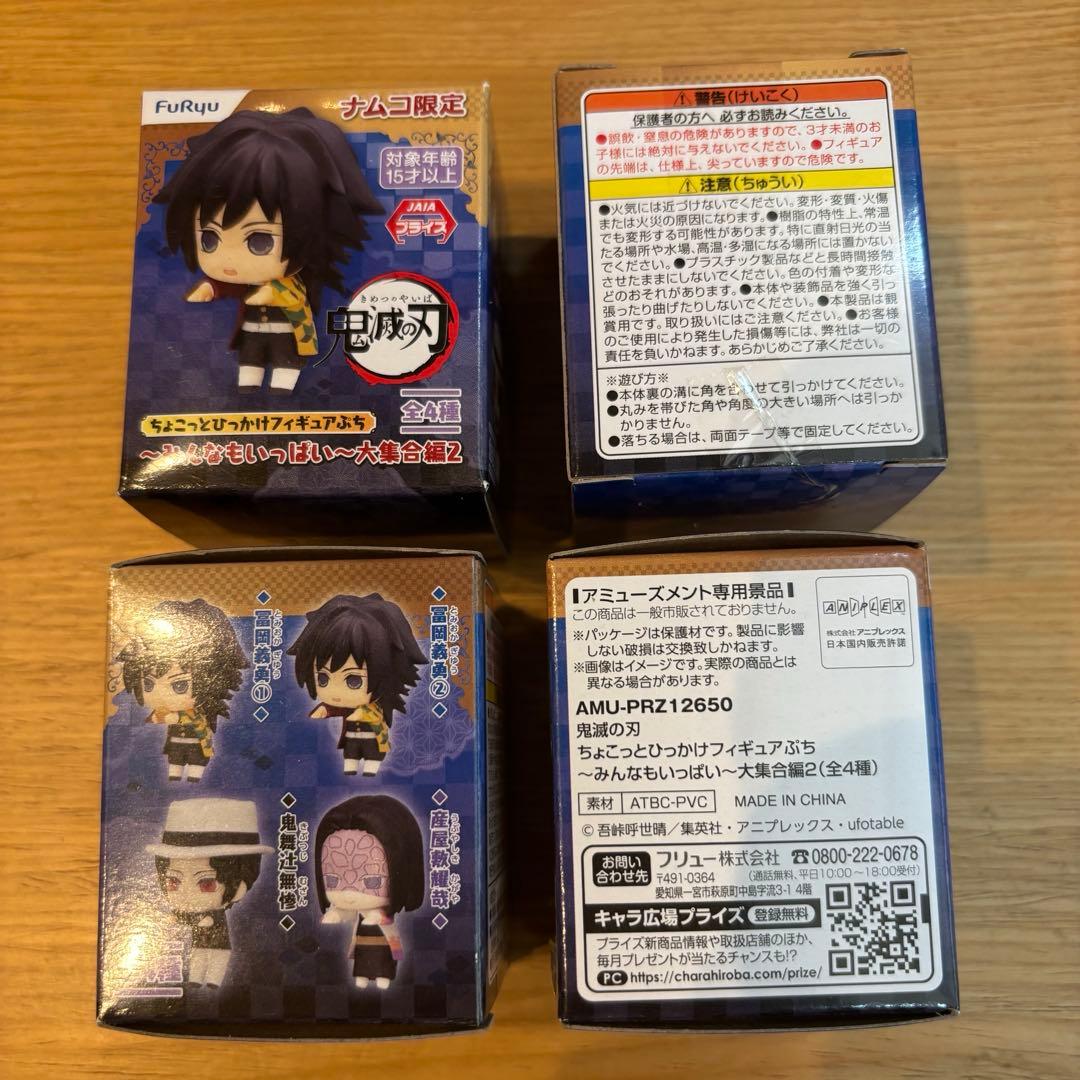 FuRyu
ナムコ限定
対象年齢
15才以上
JAIA
プライズ
きめつのやいば
鬼滅の刃
全4種
ちょこっとひっかけフィギュアぷち
～みんなもいっぱい～大集合編2
⚠警告(けいこく)
保護者の方へ 必ずお読みください。
●誤飲・窒息の危険がありますので、3才未満のお
子様には絶対に与えないでください。●フィギュア
の先端は、仕様上、尖っていますので危険です。
⚠注意(ちゅうい)
●火気には近づけないでください。変形・変質・火傷
または火災の原因になります。●樹脂の特性上、常温
でも変形する可能性があります。特に直射日光の当
たる場所や水場、高温・多湿になる場所には置かない
でください。●プラスチック製品などと長時間接触
させたままにしないでください。色の付着や変形な
どのおそれがあります。●本体や装飾品を強く引っ
張ったり曲げたりしないでください。●本製品は観
賞用です。取り扱いにはご注意ください。●お客様
のご使用により発生した損傷等には、弊社は一切の
責任を負いかねます。あらかじめご了承ください。
※遊び方※
●本体裏の溝に角を合わせて引っかけてください。
●丸みを帯びた角や角度の大きい場所へは引っ
かかりません。
●落ちる場合は、両面テープ等で固定してください。
◆冨岡義勇①◆
とみおか ぎゆう
◆冨岡義勇②◆
とみおか ぎゆう
◆鬼舞辻無惨◆
きぶつじ むざん
◆産屋敷耀哉◆
うぶやしき かがや
種
アミューズメント専用景品
この商品は一般市販されておりません。
※パッケージは保護材です。製品に影響
しない破損は交換致しかねます。
※画像はイメージです。実際の商品とは
異なる場合があります。
ANIPLEX
株式会社アニプレックス
日本国内販売許諾
AMU-PRZ12650
鬼滅の刃
ちょこっとひっかけフィギュアぷち
～みんなもいっぱい～大集合編2(全4種)
素材 ATBC-PVC MADE IN CHINA
© 吾峠呼世晴／集英社・アニプレックス・ufotable
お問い
合わせ先
フリュー株式会社 ☎0800-222-0678
〒491-0364 (通話無料、平日10:00～18:00受付)
愛知県一宮市萩原町中島字流3-1 4階
キャラ広場プライズ 登録無料
プライズ新商品情報や取扱店舗のほか、
毎月プレゼントが当たるチャンスも!?
PC https://charahiroba.com/prize/